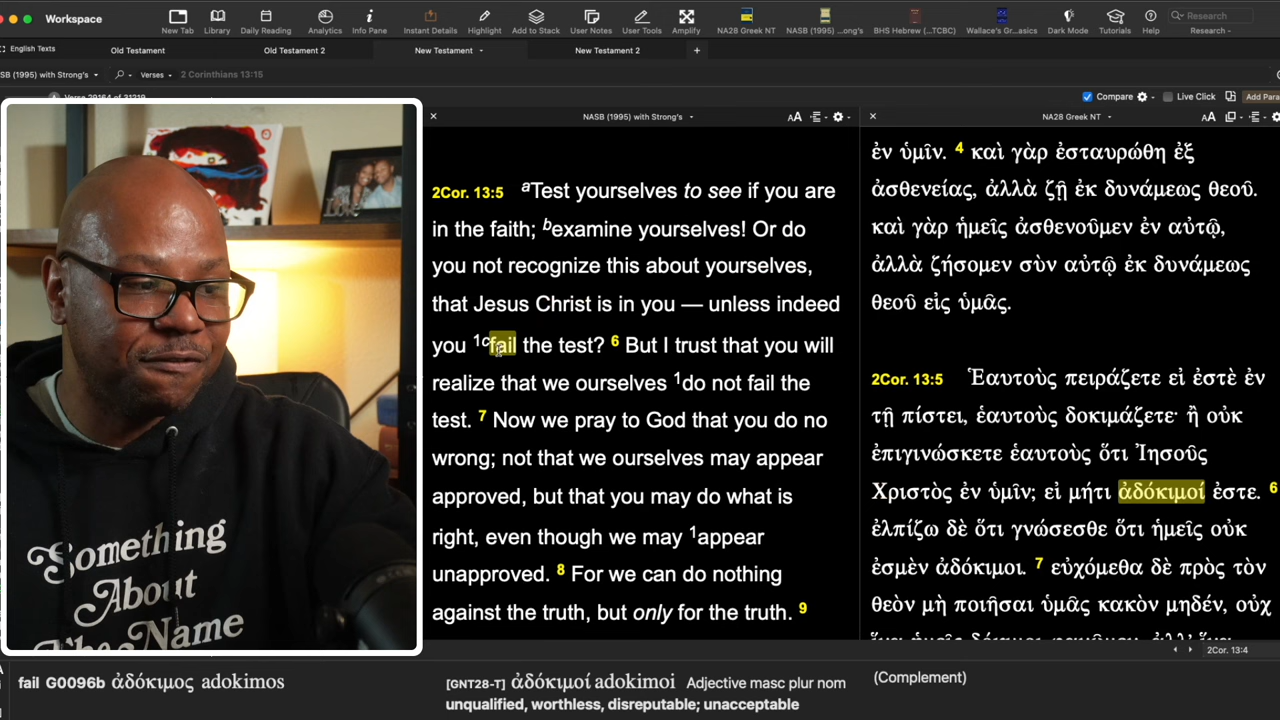 Workspace
New Tab
Library
Daily Reading
Analytics
Info Pane
Instant Details
Highlight
Add to Stack
User Notes
User Tools
Amplify
NA28 Greek NT
NASB (1995)...ong's
BHS Hebrew (...TCBC)
Wallace's Gr...asics
Dark Mode
Tutorials
Help
Research
Research
English Texts
Old Testament
Old Testament 2
New Testament
New Testament 2
+
SB (1995) with Strong's
Verses
2 Corinthians 13:15
Compare
Live Click
Add Para
NASB (1995) with Strong's
AA
NA28 Greek NT
AA
2Cor. 13:5 aTest yourselves to see if you are
in the faith; bexamine yourselves! Or do
you not recognize this about yourselves,
that Jesus Christ is in you — unless indeed
you 1cfail the test? 6 But I trust that you will
realize that we ourselves 1do not fail the
test. 7 Now we pray to God that you do no
wrong; not that we ourselves may appear
approved, but that you may do what is
right, even though we may 1appear
unapproved. 8 For we can do nothing
against the truth, but only for the truth. 9
ἐν ὑμῖν. 4 καὶ γὰρ ἐσταυρώθη ἐξ
ἀσθενείας, ἀλλὰ ζῇ ἐκ δυνάμεως θεοῦ.
καὶ γὰρ ἡμεῖς ἀσθενοῦμεν ἐν αὐτῷ,
ἀλλὰ ζήσομεν σὺν αὐτῷ ἐκ δυνάμεως
θεοῦ εἰς ὑμᾶς.
2Cor. 13:5 Ἑαυτοὺς πειράζετε εἰ ἐστὲ ἐν
τῇ πίστει, ἑαυτοὺς δοκιμάζετε· ἢ οὐκ
ἐπιγινώσκετε ἑαυτοὺς ὅτι Ἰησοῦς
Χριστὸς ἐν ὑμῖν; εἰ μήτι ἀδόκιμοί ἐστε. 6
ἐλπίζω δὲ ὅτι γνώσεσθε ὅτι ἡμεῖς οὐκ
ἐσμὲν ἀδόκιμοι. 7 εὐχόμεθα δὲ πρὸς τὸν
θεὸν μὴ ποιῆσαι ὑμᾶς κακὸν μηδέν, οὐχ
2Cor. 13:4
Something
About
The Name
fail G0096b ἀδόκιμος adokimos
[GNT28-T] ἀδόκιμοί adokimoi Adjective masc plur nom
unqualified, worthless, disreputable; unacceptable
(Complement)